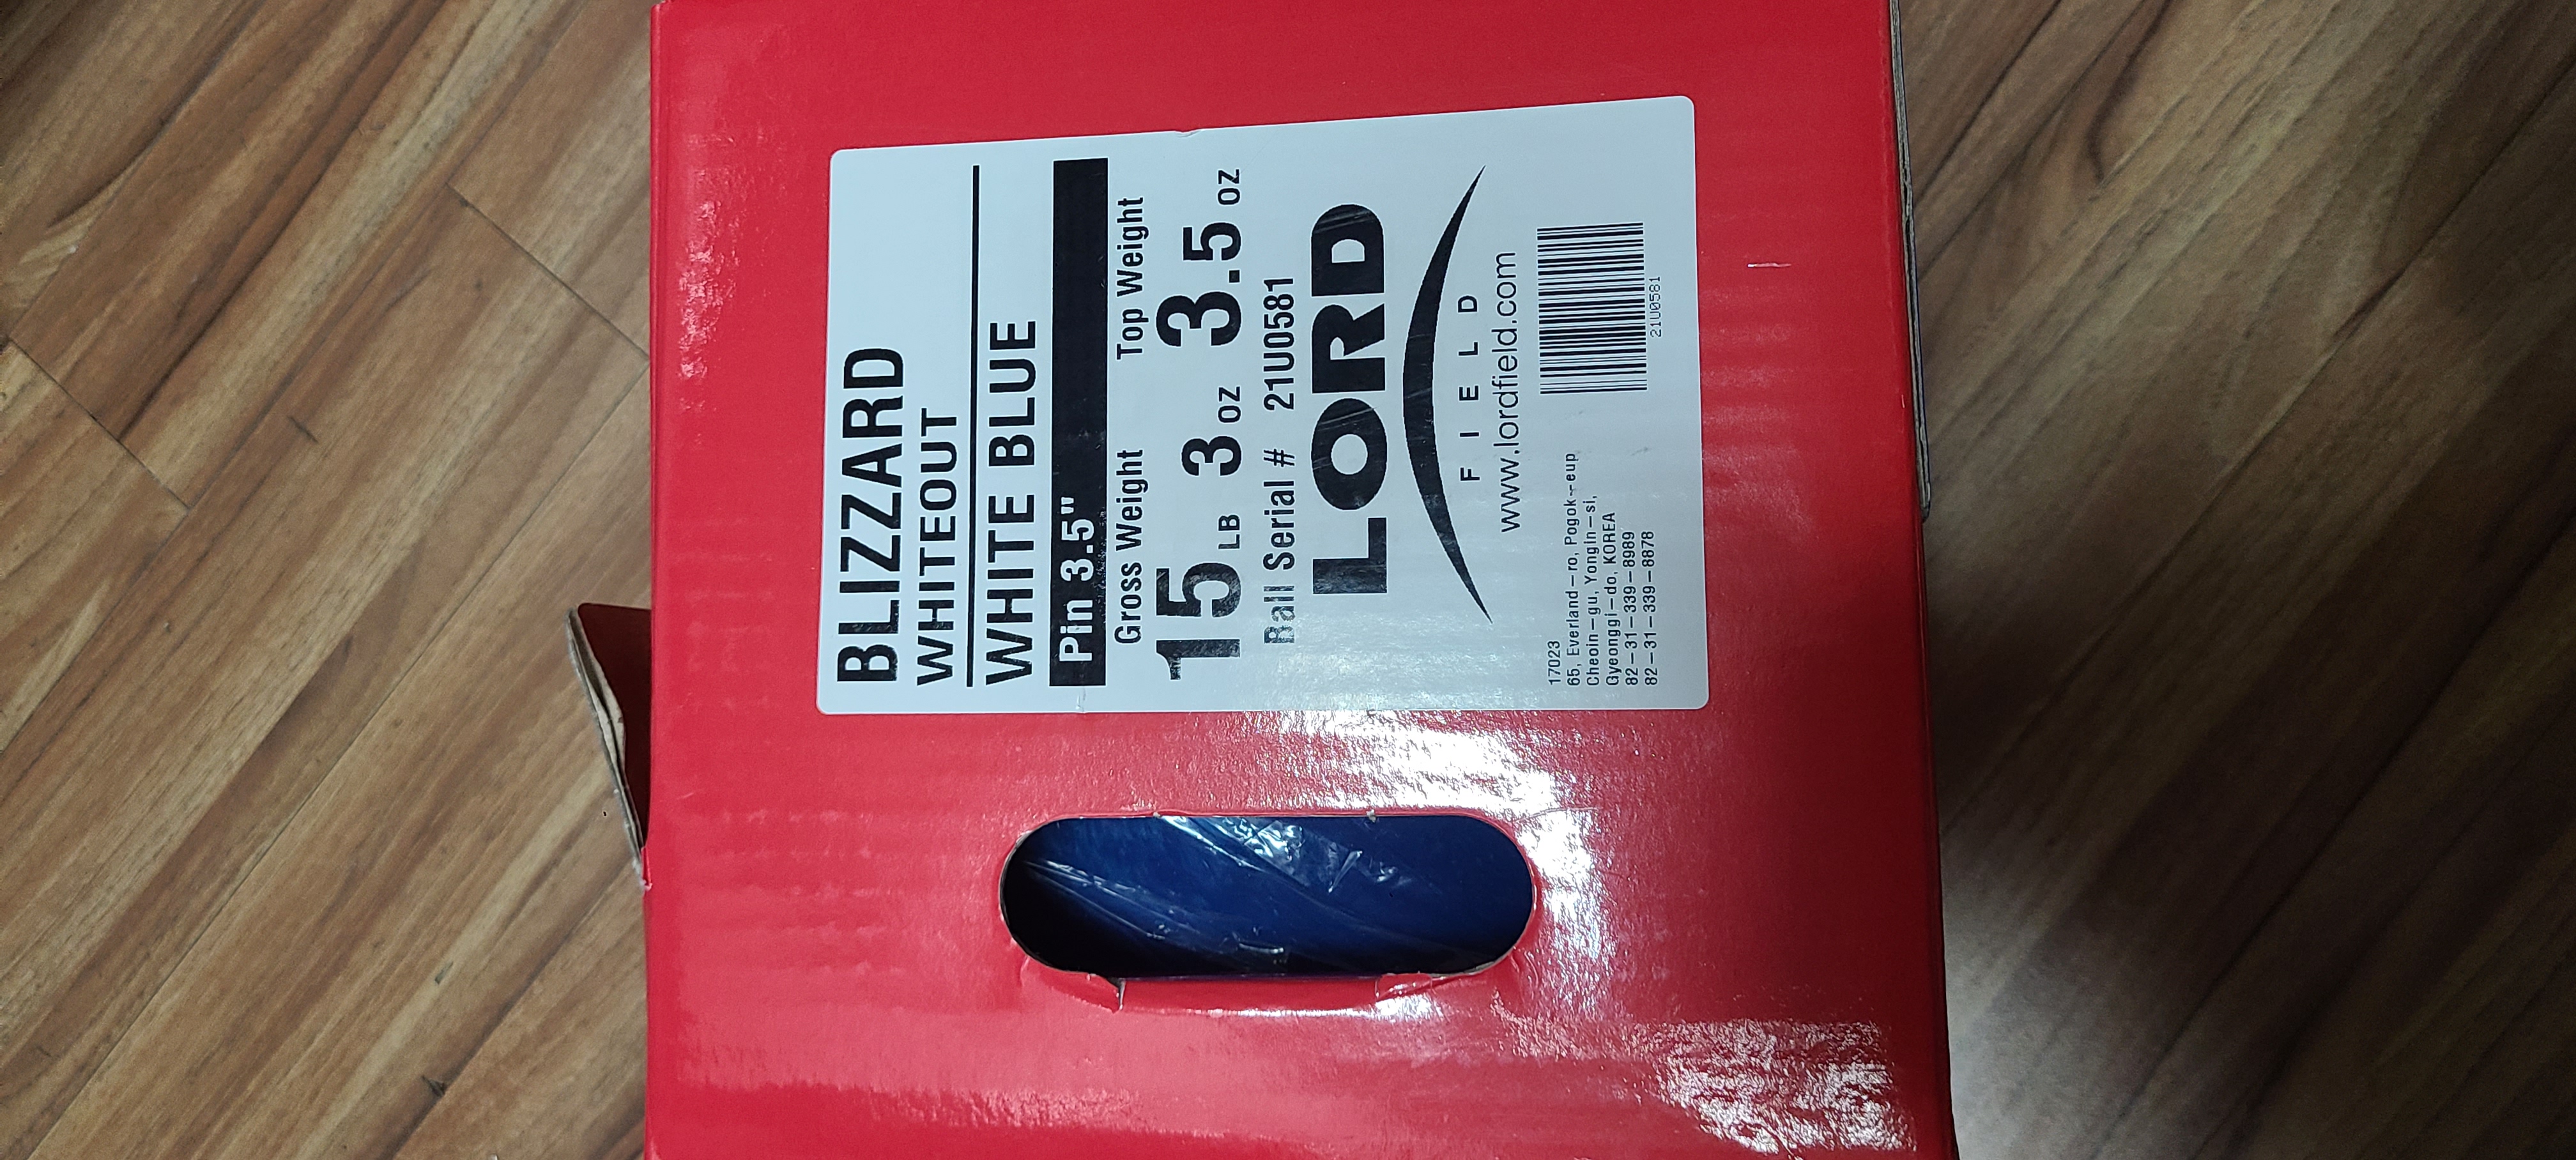 BLIZZARD
WHITEOUT
WHITE BLUE
Pin 3.5"
Gross Weight Top Weight
15 LB 3 OZ 3.5 OZ
Ball Serial # 21U0581
LORD
FIELD
www.lordfield.com
17023
65, Everland-ro, Pogok-eup,
Cheoin-gu, Yongin-si,
Gyeonggi-do, KOREA
82-31-339-8989
82-31-339-8878
21U0581